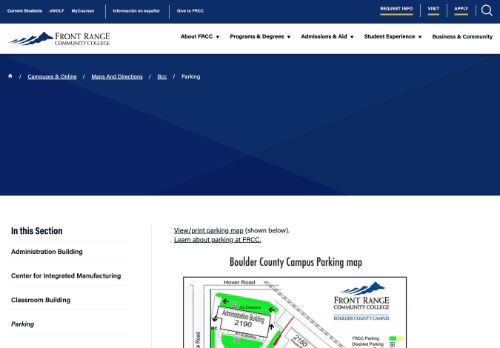 Current Students eWOLF MyCourses Información en español Give to FRCC REQUEST INFO VISIT APPLY
FRONT RANGE
COMMUNITY COLLEGE
About FRCC Programs & Degrees Admissions & Aid Student Experience Business & Community
/ Campuses & Online / Maps And Directions / Bcc / Parking
In this Section
Administration Building
Center for Integrated Manufacturing
Classroom Building
Parking
View/print parking map (shown below).
Learn about parking at FRCC.
Boulder County Campus Parking map
Hover Road
FRONT RANGE
COMMUNITY COLLEGE
BOULDER COUNTY CAMPUS
A1 Entrance
Administration Building
2190
2150
FRCC Parking
Disabled Parking